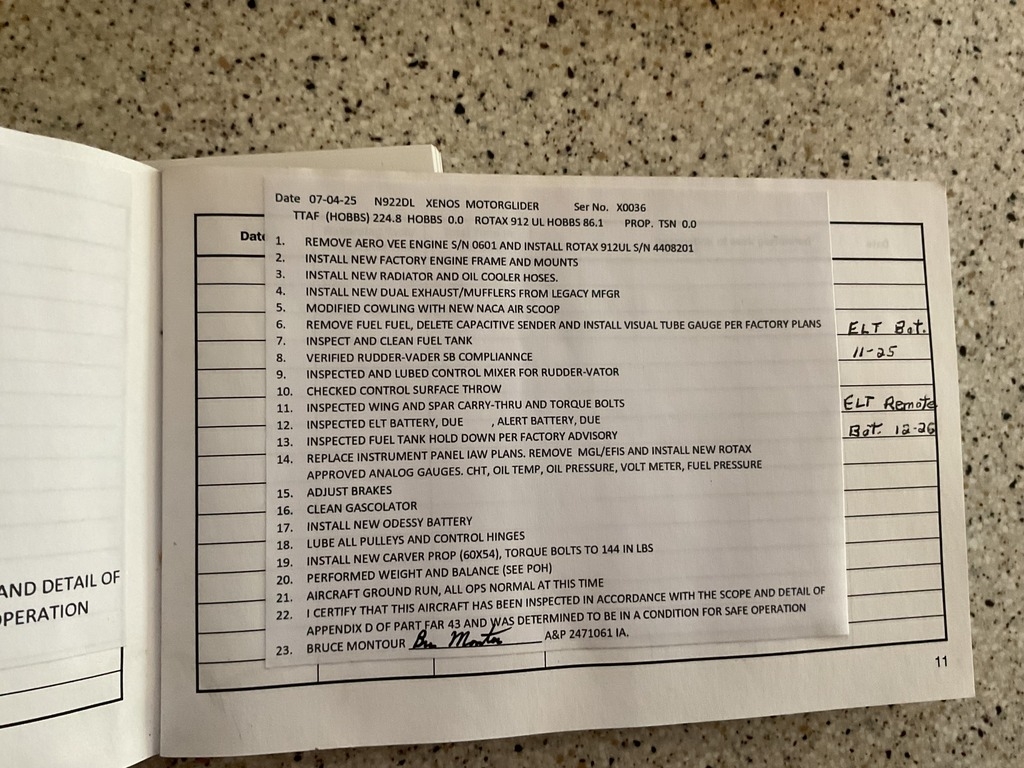 AND DETAIL OF
OPERATION
Date
Date 07-04-25 N922DL XENOS MOTORGLIDER Ser No. X0036
TTAF (HOBBS) 224.8 HOBBS 0.0 ROTAX 912 UL HOBBS 86.1 PROP. TSN 0.0
1. REMOVE AERO VEE ENGINE S/N 0601 AND INSTALL ROTAX 912UL S/N 4408201
2. INSTALL NEW FACTORY ENGINE FRAME AND MOUNTS
3. INSTALL NEW RADIATOR AND OIL COOLER HOSES.
4. INSTALL NEW DUAL EXHAUST/MUFFLERS FROM LEGACY MFGR
5. MODIFIED COWLING WITH NEW NACA AIR SCOOP
6. REMOVE FUEL FUEL, DELETE CAPACITIVE SENDER AND INSTALL VISUAL TUBE GAUGE PER FACTORY PLANS
7. INSPECT AND CLEAN FUEL TANK
8. VERIFIED RUDDER-VADER SB COMPLIANNCE
9. INSPECTED AND LUBED CONTROL MIXER FOR RUDDER-VATOR
10. CHECKED CONTROL SURFACE THROW
11. INSPECTED WING AND SPAR CARRY-THRU AND TORQUE BOLTS
12. INSPECTED ELT BATTERY, DUE , ALERT BATTERY, DUE
13. INSPECTED FUEL TANK HOLD DOWN PER FACTORY ADVISORY
14. REPLACE INSTRUMENT PANEL IAW PLANS. REMOVE MGL/EFIS AND INSTALL NEW ROTAX
APPROVED ANALOG GAUGES. CHT, OIL TEMP, OIL PRESSURE, VOLT METER, FUEL PRESSURE
15. ADJUST BRAKES
16. CLEAN GASCOLATOR
17. INSTALL NEW ODESSY BATTERY
18. LUBE ALL PULLEYS AND CONTROL HINGES
19. INSTALL NEW CARVER PROP (60X54), TORQUE BOLTS TO 144 IN LBS
20. PERFORMED WEIGHT AND BALANCE (SEE POH)
21. AIRCRAFT GROUND RUN, ALL OPS NORMAL AT THIS TIME
22. I CERTIFY THAT THIS AIRCRAFT HAS BEEN INSPECTED IN ACCORDANCE WITH THE SCOPE AND DETAIL OF
APPENDIX D OF PART FAR 43 AND WAS DETERMINED TO BE IN A CONDITION FOR SAFE OPERATION
23. BRUCE MONTOUR Bru Montou A&P 2471061 IA.
ELT Bat.
11-25
ELT Remote
Bat. 12-26
11